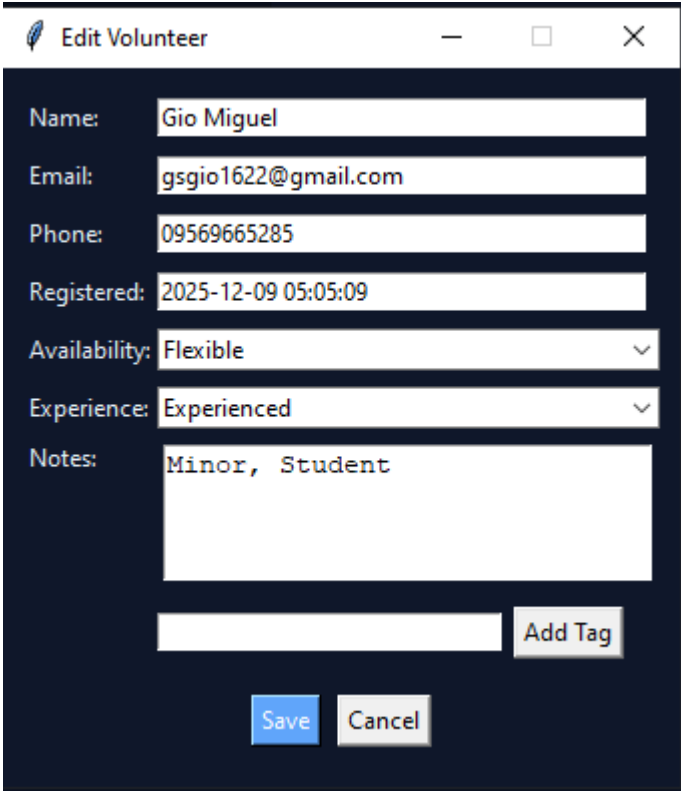 Edit Volunteer
Name: Gio Miguel
Email: gsgio1622@gmail.com
Phone: 09569665285
Registered: 2025-12-09 05:05:09
Availability: Flexible
Experience: Experienced
Notes: Minor, Student
Add Tag
Save Cancel